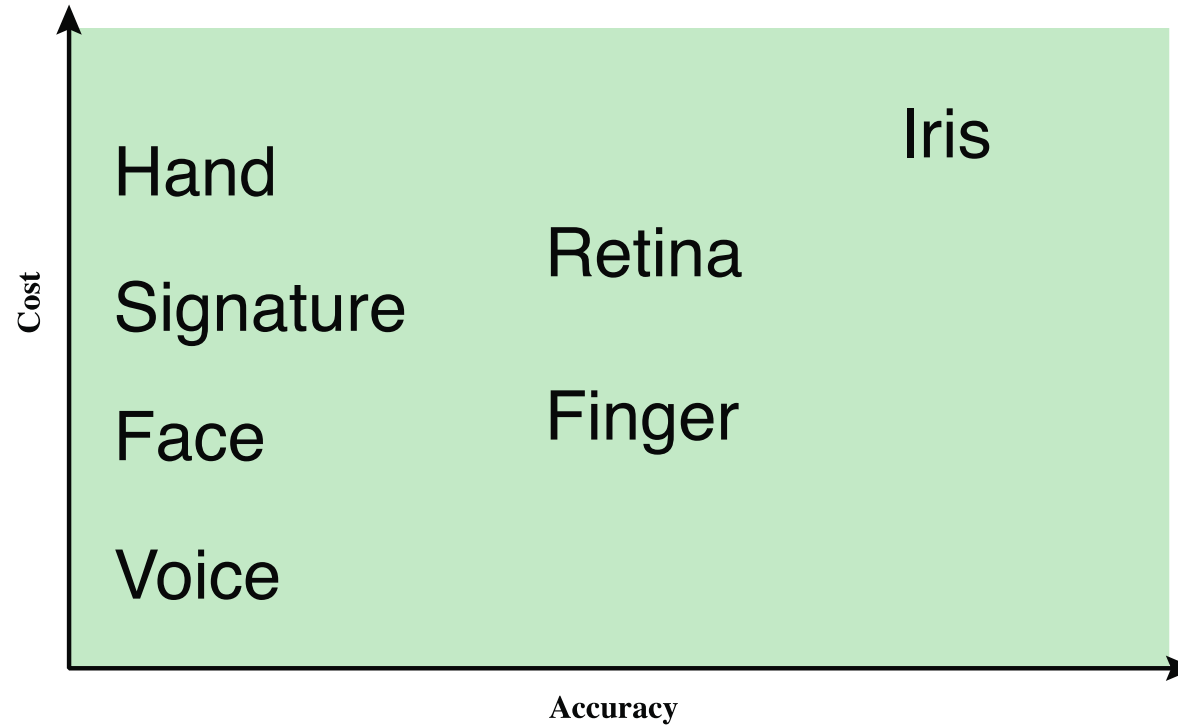 Iris
Hand
Retina
Signature
Finger
Face
Voice
Cost
Accuracy